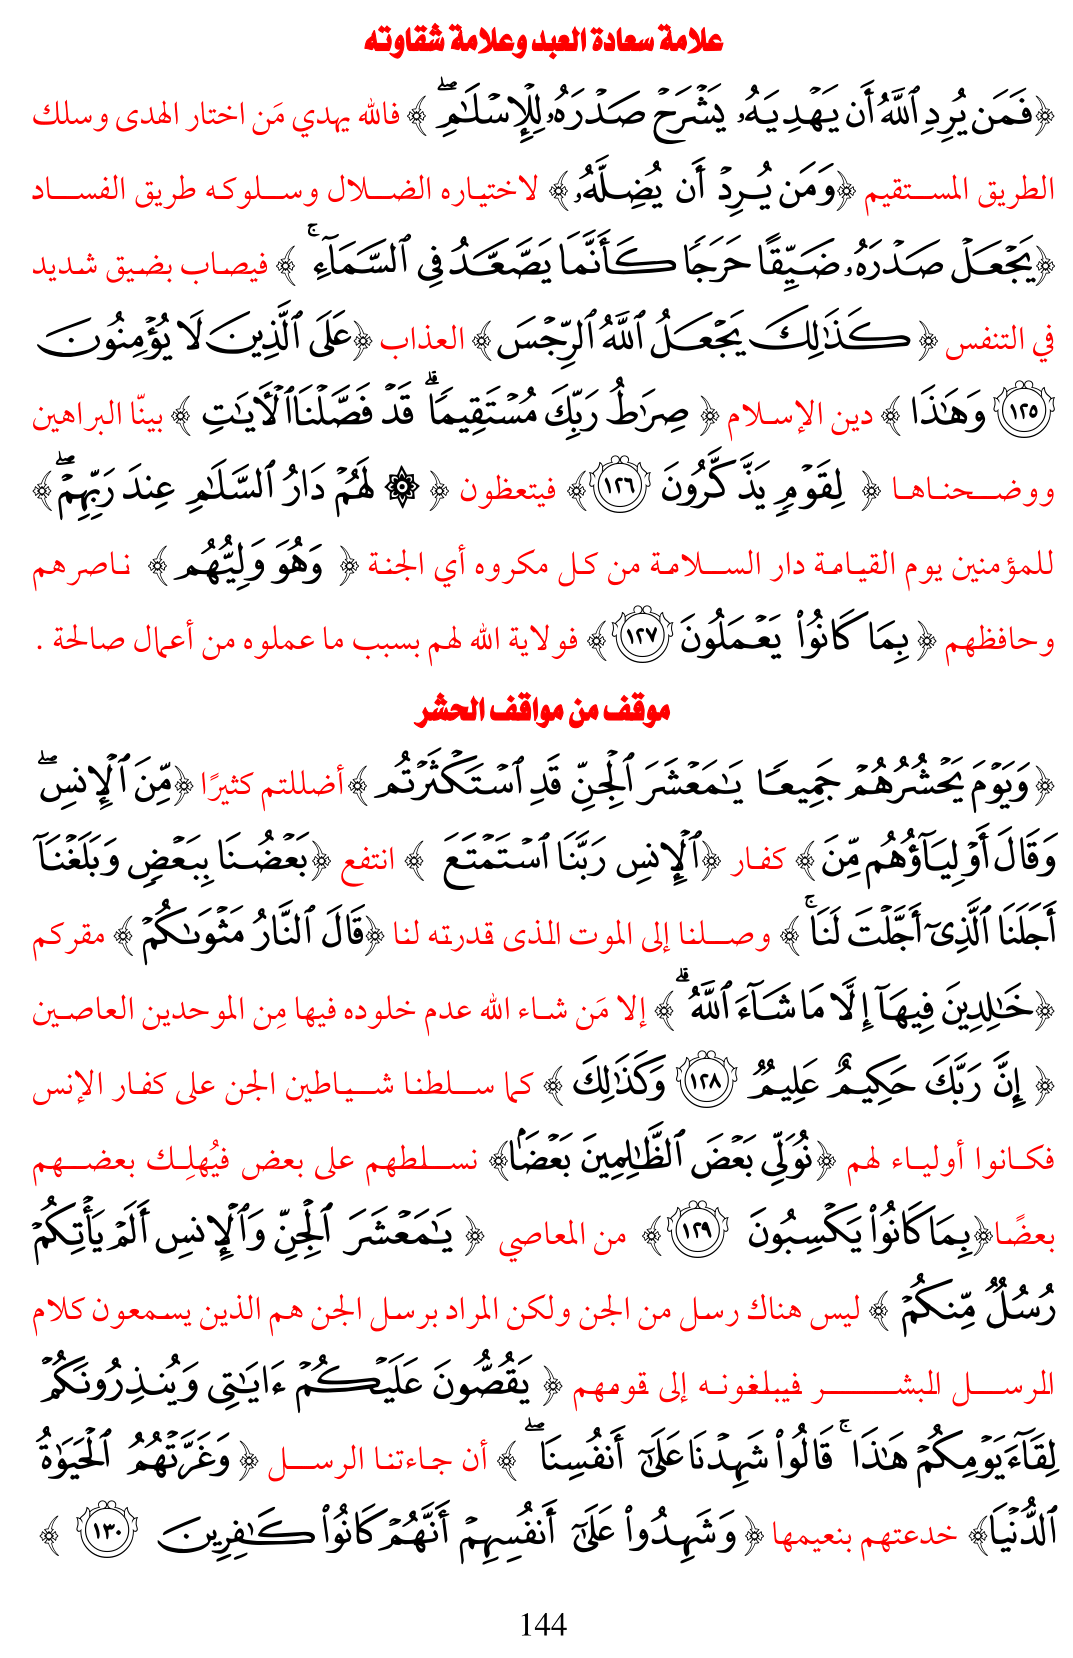 علامة سعادة العبد وعلامة شقاوته
﴿فَمَن يُرِدِ ٱللَّهُ أَن يَهْدِيَهُۥ يَشْرَحْ صَدْرَهُۥ لِلْإِسْلَـٰمِ ۖ﴾ فالله يهدي مَن اختار الهدى وسلك
الطريق المستقيم ﴿وَمَن يُرِدْ أَن يُضِلَّهُۥ﴾ لاختياره الضلال وسلوكه طريق الفساد
﴿يَجْعَلْ صَدْرَهُۥ ضَيِّقًا حَرَجًا كَأَنَّمَا يَصَّعَّدُ فِى ٱلسَّمَآءِ ۚ﴾ فيصاب بضيق شديد
في التنفس ﴿كَذَٰلِكَ يَجْعَلُ ٱللَّهُ ٱلرِّجْسَ﴾ العذاب ﴿عَلَى ٱلَّذِينَ لَا يُؤْمِنُونَ
١٢٥ وَهَـٰذَا﴾ دين الإسلام ﴿صِرَٰطُ رَبِّكَ مُسْتَقِيمًا ۗ قَدْ فَصَّلْنَا ٱلْـَٔايَـٰتِ﴾ بينّا البراهين
ووضحناها ﴿لِقَوْمٍ يَذَّكَّرُونَ ١٢٦﴾ فيتعظون ﴿۞ لَهُمْ دَارُ ٱلسَّلَـٰمِ عِندَ رَبِّهِمْ ۖ﴾
للمؤمنين يوم القيامة دار السلامة من كل مكروه أي الجنة ﴿وَهُوَ وَلِيُّهُم﴾ ناصرهم
وحافظهم ﴿بِمَا كَانُوا۟ يَعْمَلُونَ ١٢٧﴾ فولاية الله لهم بسبب ما عملوه من أعمال صالحة .
موقف من مواقف الحشر
﴿وَيَوْمَ يَحْشُرُهُمْ جَمِيعًا يَـٰمَعْشَرَ ٱلْجِنِّ قَدِ ٱسْتَكْثَرْتُم﴾ أضللتم كثيرًا ﴿مِّنَ ٱلْإِنسِ ۖ
وَقَالَ أَوْلِيَآؤُهُم مِّنَ﴾ كفار ﴿ٱلْإِنسِ رَبَّنَا ٱسْتَمْتَعَ﴾ انتفع ﴿بَعْضُنَا بِبَعْضٍ وَبَلَغْنَآ
أَجَلَنَا ٱلَّذِىٓ أَجَّلْتَ لَنَا ۚ﴾ وصلنا إلى الموت الذى قدرته لنا ﴿قَالَ ٱلنَّارُ مَثْوَىٰكُمْ﴾ مقركم
﴿خَـٰلِدِينَ فِيهَآ إِلَّا مَا شَآءَ ٱللَّهُ ۗ﴾ إلا مَن شاء الله عدم خلوده فيها مِن الموحدين العاصين
﴿إِنَّ رَبَّكَ حَكِيمٌ عَلِيمٌ ١٢٨ وَكَذَٰلِكَ﴾ كما سلطنا شياطين الجن على كفار الإنس
فكانوا أولياء لهم ﴿نُوَلِّى بَعْضَ ٱلظَّـٰلِمِينَ بَعْضًۢا﴾ نسلطهم على بعض فيُهلِك بعضهم
بعضًا ﴿بِمَا كَانُوا۟ يَكْسِبُونَ ١٢٩﴾ من المعاصي ﴿يَـٰمَعْشَرَ ٱلْجِنِّ وَٱلْإِنسِ أَلَمْ يَأْتِكُمْ
رُسُلٌ مِّنكُمْ﴾ ليس هناك رسل من الجن ولكن المراد برسل الجن هم الذين يسمعون كلام
الرسل البشر فيبلغونه إلى قومهم ﴿يَقُصُّونَ عَلَيْكُمْ ءَايَـٰتِى وَيُنذِرُونَكُمْ
لِقَآءَ يَوْمِكُمْ هَـٰذَا ۚ قَالُوا۟ شَهِدْنَا عَلَىٰٓ أَنفُسِنَا ۖ﴾ أن جاءتنا الرسل ﴿وَغَرَّتْهُمُ ٱلْحَيَوٰةُ
ٱلدُّنْيَا﴾ خدعتهم بنعيمها ﴿وَشَهِدُوا۟ عَلَىٰٓ أَنفُسِهِمْ أَنَّهُمْ كَانُوا۟ كَـٰفِرِينَ ١٣٠﴾
144